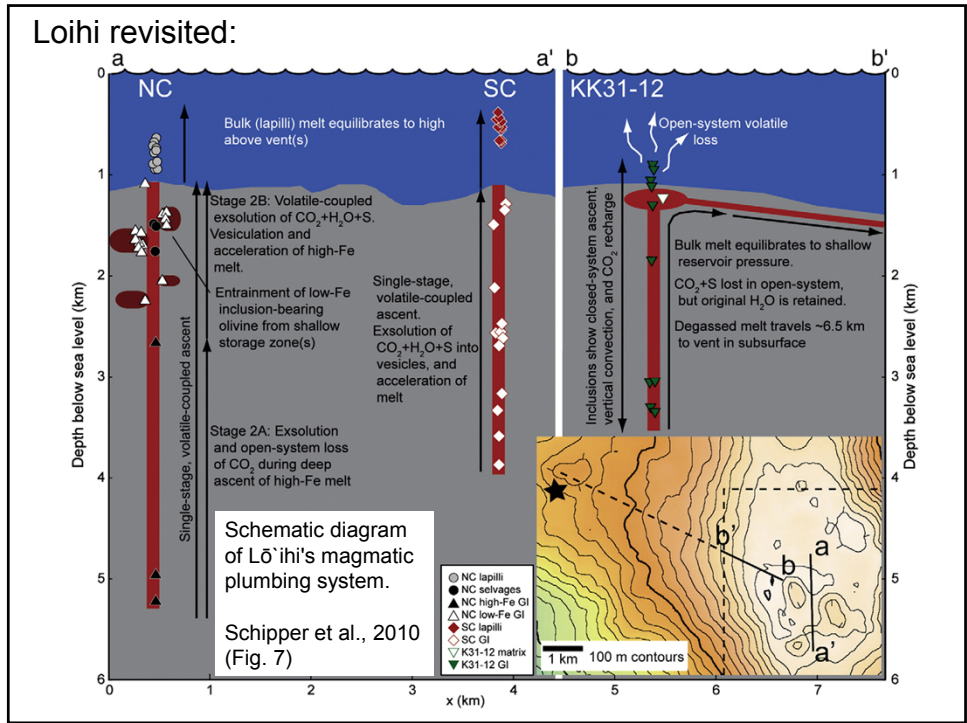 Loihi revisited:
a
a'
b
b'
0
1
2
3
4
5
6
Depth below sea level (km)
NC
SC
KK31-12
Bulk (lapilli) melt equilibrates to high
above vent(s)
Open-system volatile
loss
Stage 2B: Volatile-coupled
exsolution of CO₂+H₂O+S.
Vesiculation and
acceleration of high-Fe
melt.
Entrainment of low-Fe
inclusion-bearing
olivine from shallow
storage zone(s)
Single-stage, volatile-coupled ascent
Stage 2A: Exsolution
and open-system loss
of CO₂ during deep
ascent of high-Fe melt
Single-stage,
volatile-coupled
ascent.
Exsolution of
CO₂+H₂O+S into
vesicles, and
acceleration of
melt
Inclusions show closed-system ascent,
vertical convection, and CO₂ recharge
Bulk melt equilibrates to shallow
reservoir pressure.
CO₂+S lost in open-system,
but original H₂O is retained.
Degassed melt travels ~6.5 km
to vent in subsurface
0
1
2
3
4
5
6
Depth below sea level (km)
Schematic diagram
of Lō`ihi's magmatic
plumbing system.
Schipper et al., 2010
(Fig. 7)
NC lapilli
NC selvages
NC high-Fe GI
NC low-Fe GI
SC lapilli
SC GI
K31-12 matrix
K31-12 GI
b'
b
a
a'
1 km
100 m contours
0
1
2
3
4
5
6
7
x (km)